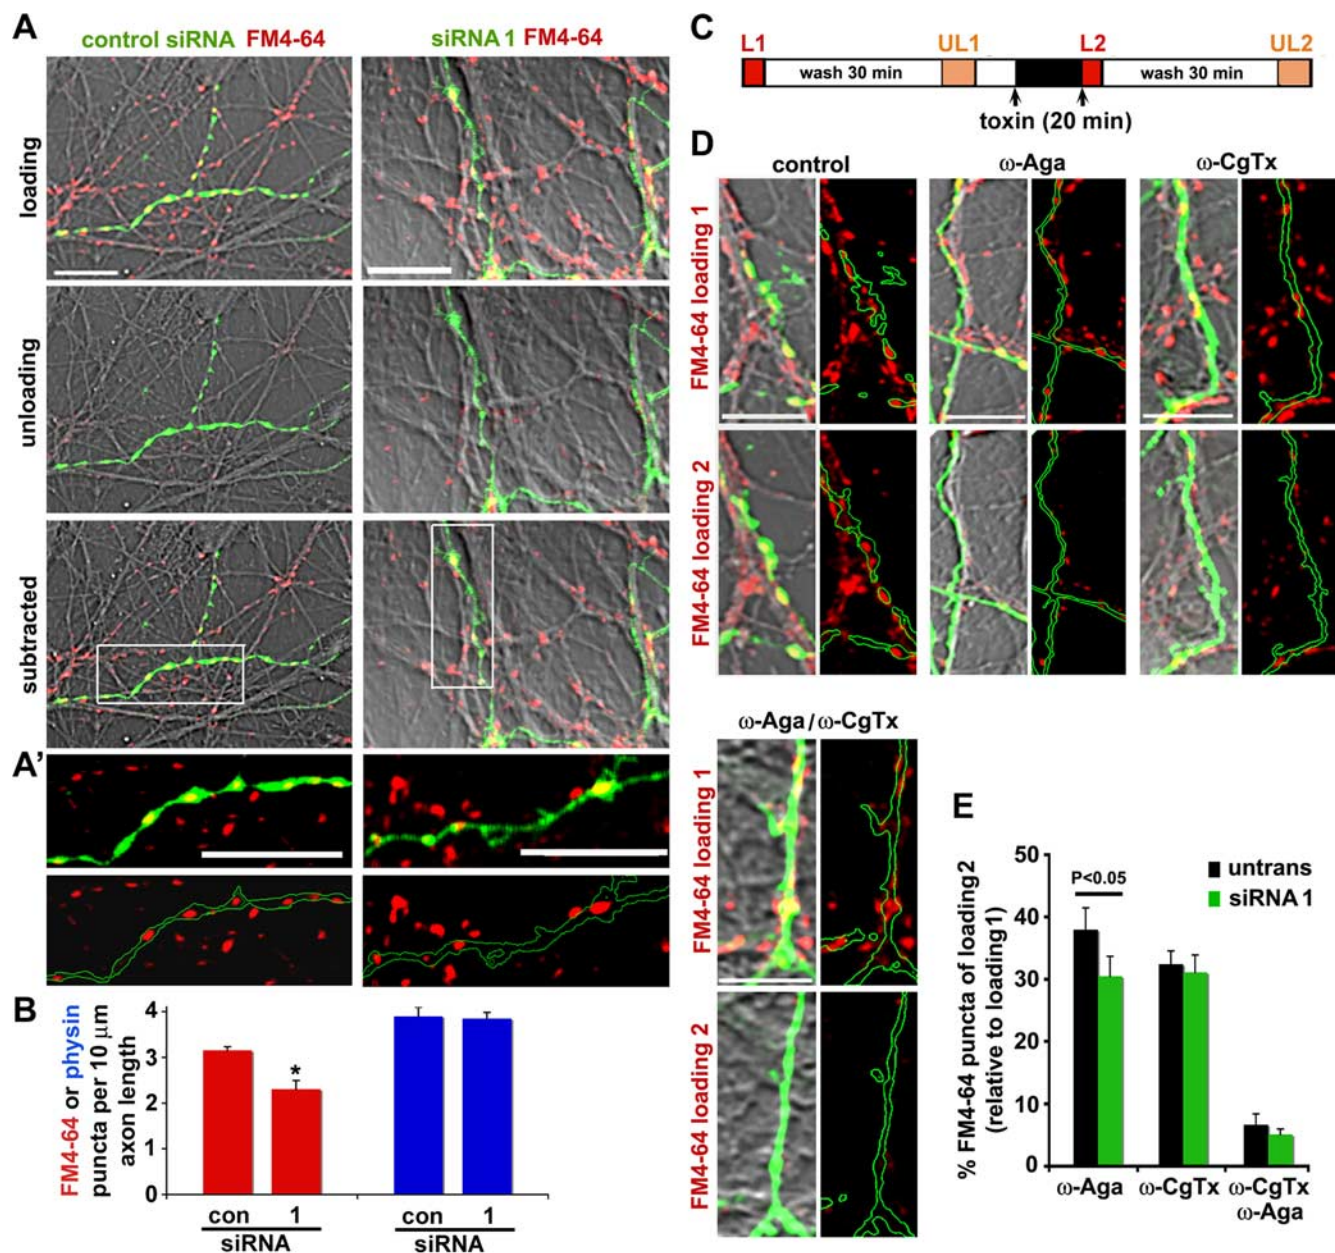 A
control siRNA FM4-64
siRNA 1 FM4-64
loading
unloading
subtracted
A'
B
FM4-64 or physin
puncta per 10 μm
axon length
4
3
2
1
0
*
con 1
siRNA
con 1
siRNA
C
L1
UL1
L2
UL2
wash 30 min
wash 30 min
toxin (20 min)
D
control
ω-Aga
ω-CgTx
FM4-64 loading 1
FM4-64 loading 2
ω-Aga / ω-CgTx
FM4-64 loading 1
FM4-64 loading 2
E
% FM4-64 puncta of loading2
(relative to loading1)
50
40
30
20
10
0
P<0.05
untrans
siRNA 1
ω-Aga
ω-CgTx
ω-CgTx
ω-Aga